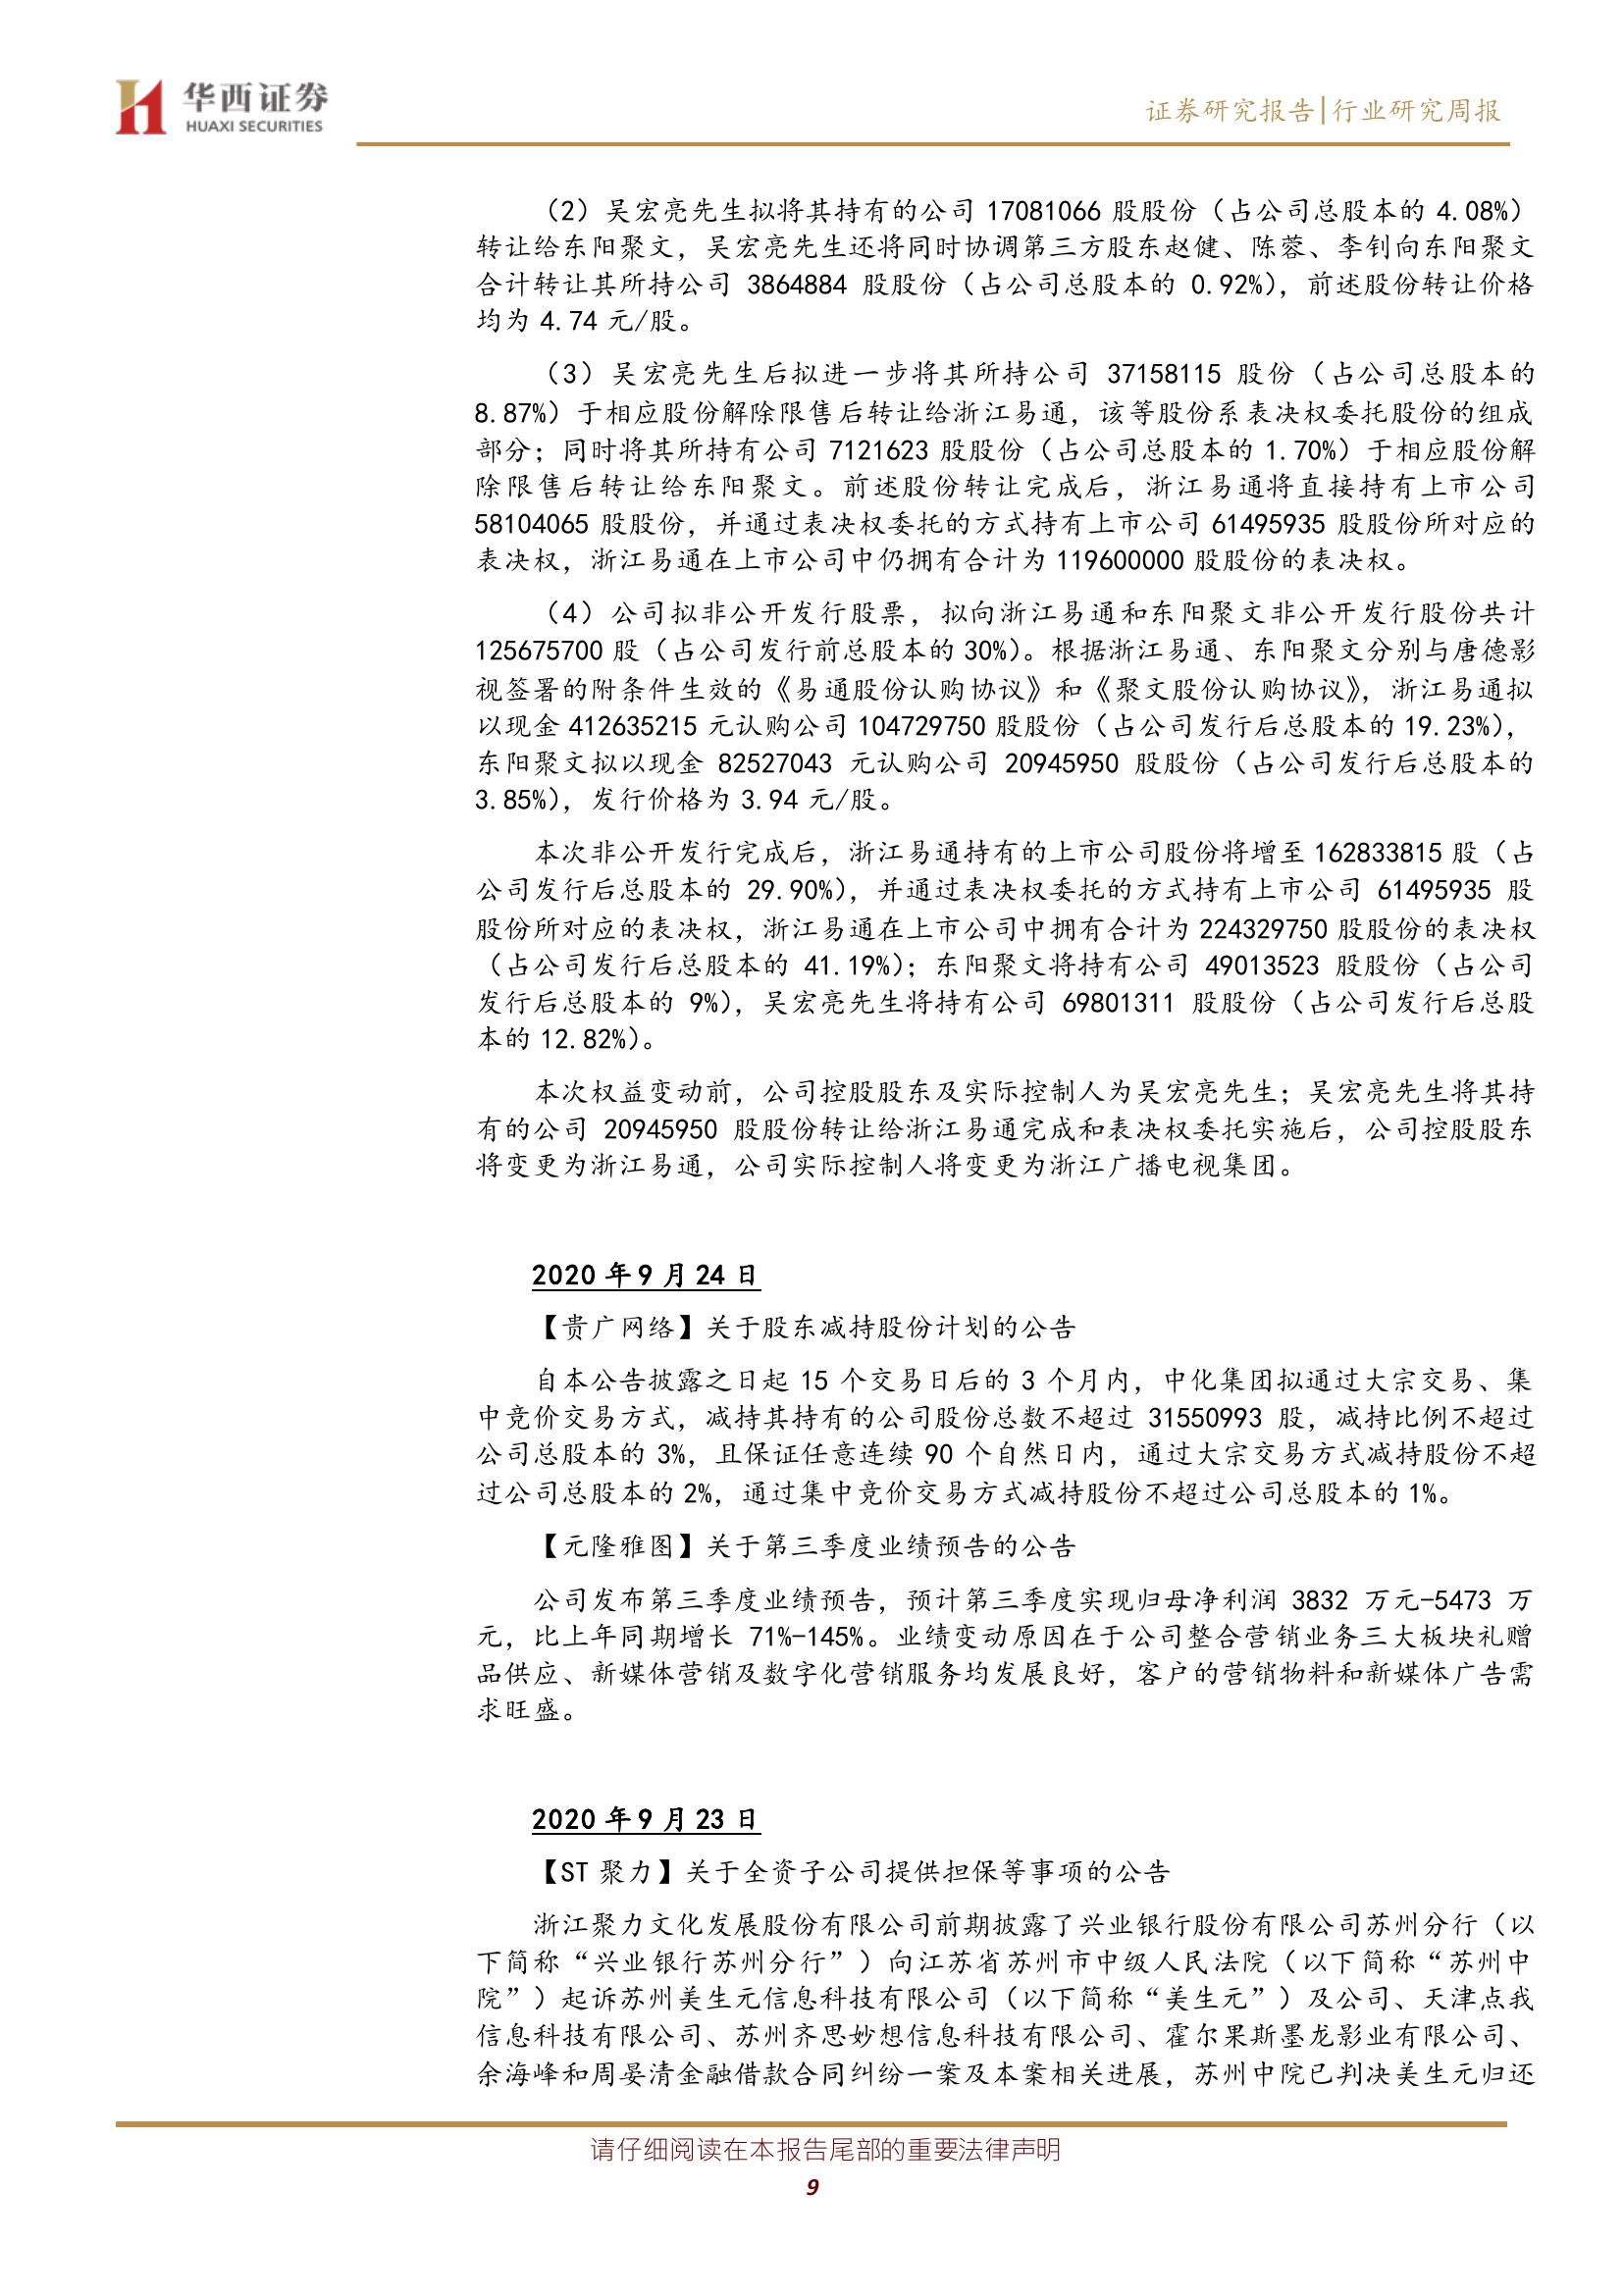 华西证券
HUAXI SECURITIES
证券研究报告|行业研究周报
（2）吴宏亮先生拟将其持有的公司 17081066 股股份（占公司总股本的 4.08%）
转让给东阳聚文，吴宏亮先生还将同时协调第三方股东赵健、陈蓉、李钊向东阳聚文
合计转让其所持公司 3864884 股股份（占公司总股本的 0.92%），前述股份转让价格
均为 4.74 元/股。
（3）吴宏亮先生后拟进一步将其所持公司 37158115 股份（占公司总股本的
8.87%）于相应股份解除限售后转让给浙江易通，该等股份系表决权委托股份的组成
部分；同时将其所持有公司 7121623 股股份（占公司总股本的 1.70%）于相应股份解
除限售后转让给东阳聚文。前述股份转让完成后，浙江易通将直接持有上市公司
58104065 股股份，并通过表决权委托的方式持有上市公司 61495935 股股份所对应的
表决权，浙江易通在上市公司中仍拥有合计为 119600000 股股份的表决权。
（4）公司拟非公开发行股票，拟向浙江易通和东阳聚文非公开发行股份共计
125675700 股（占公司发行前总股本的 30%）。根据浙江易通、东阳聚文分别与唐德影
视签署的附条件生效的《易通股份认购协议》和《聚文股份认购协议》，浙江易通拟
以现金 412635215 元认购公司 104729750 股股份（占公司发行后总股本的 19.23%），
东阳聚文拟以现金 82527043 元认购公司 20945950 股股份（占公司发行后总股本的
3.85%），发行价格为 3.94 元/股。
本次非公开发行完成后，浙江易通持有的上市公司股份将增至 162833815 股（占
公司发行后总股本的 29.90%），并通过表决权委托的方式持有上市公司 61495935 股
股份所对应的表决权，浙江易通在上市公司中拥有合计为 224329750 股股份的表决权
（占公司发行后总股本的 41.19%）；东阳聚文将持有公司 49013523 股股份（占公司
发行后总股本的 9%），吴宏亮先生将持有公司 69801311 股股份（占公司发行后总股
本的 12.82%）。
本次权益变动前，公司控股股东及实际控制人为吴宏亮先生；吴宏亮先生将其持
有的公司 20945950 股股份转让给浙江易通完成和表决权委托实施后，公司控股股东
将变更为浙江易通，公司实际控制人将变更为浙江广播电视集团。
2020 年 9 月 24 日
【贵广网络】关于股东减持股份计划的公告
自本公告披露之日起 15 个交易日后的 3 个月内，中化集团拟通过大宗交易、集
中竞价交易方式，减持其持有的公司股份总数不超过 31550993 股，减持比例不超过
公司总股本的 3%，且保证任意连续 90 个自然日内，通过大宗交易方式减持股份不超
过公司总股本的 2%，通过集中竞价交易方式减持股份不超过公司总股本的 1%。
【元隆雅图】关于第三季度业绩预告的公告
公司发布第三季度业绩预告，预计第三季度实现归母净利润 3832 万元–5473 万
元，比上年同期增长 71%–145%。业绩变动原因在于公司整合营销业务三大板块礼赠
品供应、新媒体营销及数字化营销服务均发展良好，客户的营销物料和新媒体广告需
求旺盛。
2020 年 9 月 23 日
【ST 聚力】关于全资子公司提供担保等事项的公告
浙江聚力文化发展股份有限公司前期披露了兴业银行股份有限公司苏州分行（以
下简称“兴业银行苏州分行”）向江苏省苏州市中级人民法院（以下简称“苏州中
院”）起诉苏州美生元信息科技有限公司（以下简称“美生元”）及公司、天津点我
信息科技有限公司、苏州齐思妙想信息科技有限公司、霍尔果斯墨龙影业有限公司、
余海峰和周晏清金融借款合同纠纷一案及本案相关进展，苏州中院已判决美生元归还
请仔细阅读在本报告尾部的重要法律声明
9